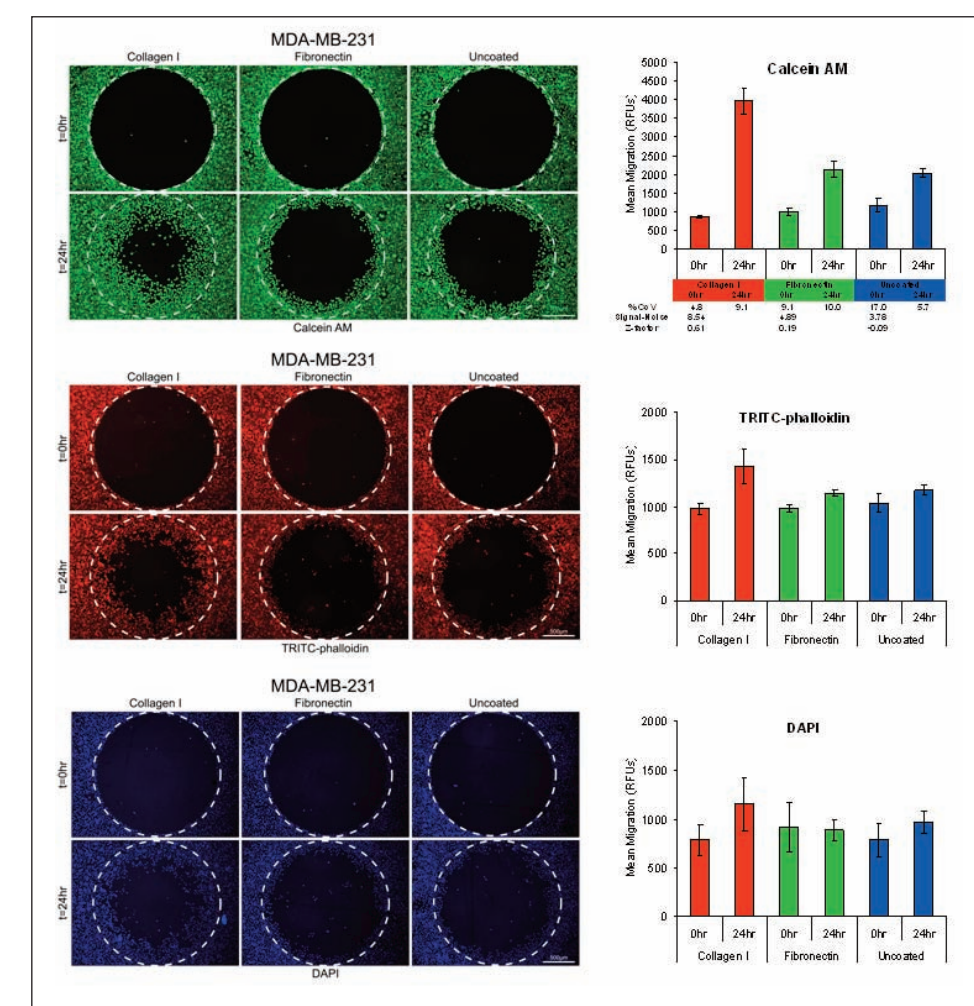 MDA-MB-231
Collagen I Fibronectin Uncoated
t=0hr
t=24hr
Calcein AM
Calcein AM
Mean Migration (RFUs)
5000
4500
4000
3500
3000
2500
2000
1500
1000
500
0
0hr 24hr 0hr 24hr 0hr 24hr
Collagen I Fibronectin Uncoated
0hr 24hr 0hr 24hr 0hr 24hr
%CoV 4.8 9.1 9.1 10.0 17.0 5.7
Signal-Noise 8.54 4.89 3.78
Z-factor 0.61 0.19 -0.09
MDA-MB-231
Collagen I Fibronectin Uncoated
t=0hr
t=24hr
500µm
TRITC-phalloidin
TRITC-phalloidin
Mean Migration (RFUs)
2000
1500
1000
500
0
0hr 24hr 0hr 24hr 0hr 24hr
Collagen I Fibronectin Uncoated
MDA-MB-231
Collagen I Fibronectin Uncoated
t=0hr
t=24hr
500µm
DAPI
DAPI
Mean Migration (RFUs)
2000
1500
1000
500
0
0hr 24hr 0hr 24hr 0hr 24hr
Collagen I Fibronectin Uncoated